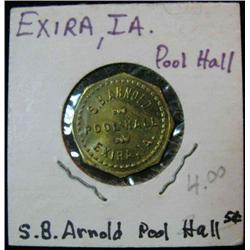 EXIRA, IA.
Pool Hall
S.B. ARNOLD
POOL HALL
EXIRA, IA.
4.00
S.B. Arnold Pool Hall 5¢